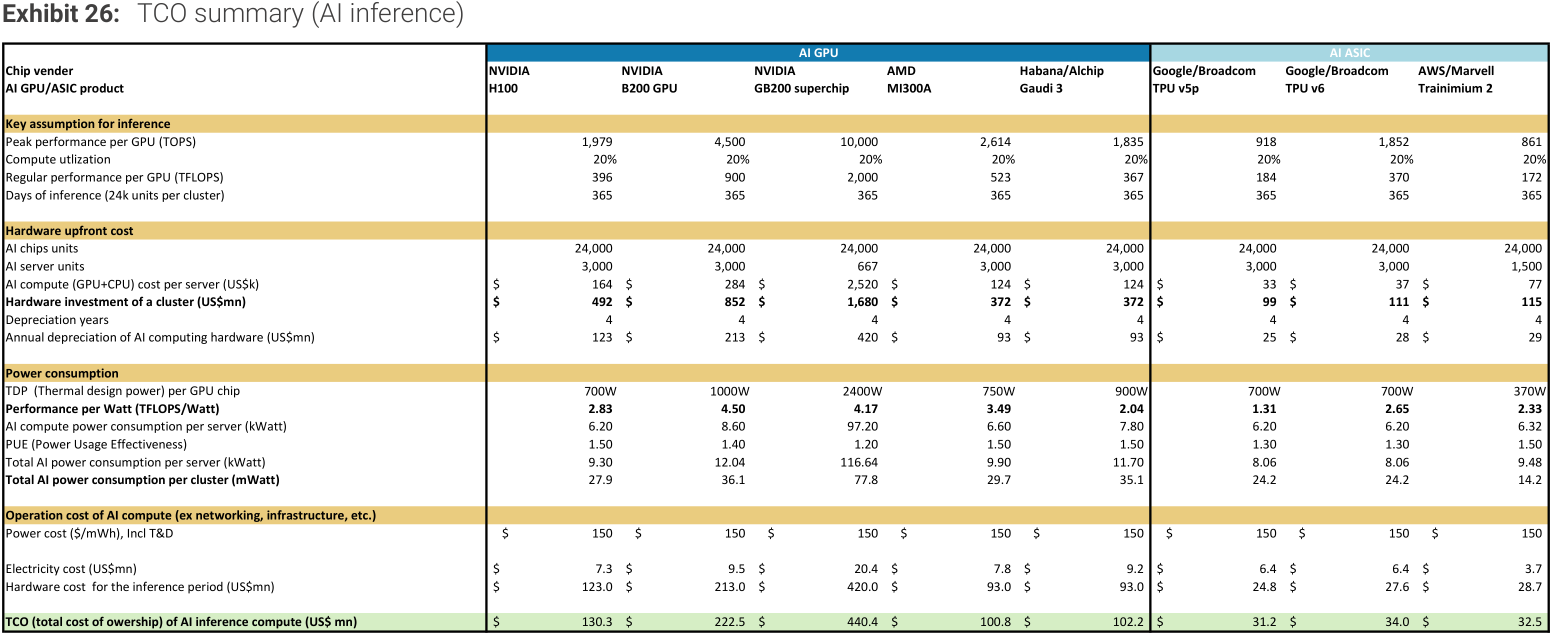 Exhibit 26: TCO summary (AI inference)
AI GPU AI ASIC
Chip vender NVIDIA NVIDIA NVIDIA AMD Habana/Alchip Google/Broadcom Google/Broadcom AWS/Marvell
AI GPU/ASIC product H100 B200 GPU GB200 superchip MI300A Gaudi 3 TPU v5p TPU v6 Trainimium 2
Key assumption for inference
Peak performance per GPU (TOPS) 1,979 4,500 10,000 2,614 1,835 918 1,852 861
Compute utlization 20% 20% 20% 20% 20% 20% 20% 20%
Regular performance per GPU (TFLOPS) 396 900 2,000 523 367 184 370 172
Days of inference (24k units per cluster) 365 365 365 365 365 365 365 365
Hardware upfront cost
AI chips units 24,000 24,000 24,000 24,000 24,000 24,000 24,000 24,000
AI server units 3,000 3,000 667 3,000 3,000 3,000 3,000 1,500
AI compute (GPU+CPU) cost per server (US$k) $ 164 $ 284 $ 2,520 $ 124 $ 124 $ 33 $ 37 $ 77
Hardware investment of a cluster (US$mn) $ 492 $ 852 $ 1,680 $ 372 $ 372 $ 99 $ 111 $ 115
Depreciation years 4 4 4 4 4 4 4 4
Annual depreciation of AI computing hardware (US$mn) $ 123 $ 213 $ 420 $ 93 $ 93 $ 25 $ 28 $ 29
Power consumption
TDP (Thermal design power) per GPU chip 700W 1000W 2400W 750W 900W 700W 700W 370W
Performance per Watt (TFLOPS/Watt) 2.83 4.50 4.17 3.49 2.04 1.31 2.65 2.33
AI compute power consumption per server (kWatt) 6.20 8.60 97.20 6.60 7.80 6.20 6.20 6.32
PUE (Power Usage Effectiveness) 1.50 1.40 1.20 1.50 1.50 1.30 1.30 1.50
Total AI power consumption per server (kWatt) 9.30 12.04 116.64 9.90 11.70 8.06 8.06 9.48
Total AI power consumption per cluster (mWatt) 27.9 36.1 77.8 29.7 35.1 24.2 24.2 14.2
Operation cost of AI compute (ex networking, infrastructure, etc.)
Power cost ($/mWh), Incl T&D $ 150 $ 150 $ 150 $ 150 $ 150 $ 150 $ 150 $ 150
Electricity cost (US$mn) $ 7.3 $ 9.5 $ 20.4 $ 7.8 $ 9.2 $ 6.4 $ 6.4 $ 3.7
Hardware cost for the inference period (US$mn) $ 123.0 $ 213.0 $ 420.0 $ 93.0 $ 93.0 $ 24.8 $ 27.6 $ 28.7
TCO (total cost of owership) of AI inference compute (US$ mn) $ 130.3 $ 222.5 $ 440.4 $ 100.8 $ 102.2 $ 31.2 $ 34.0 $ 32.5